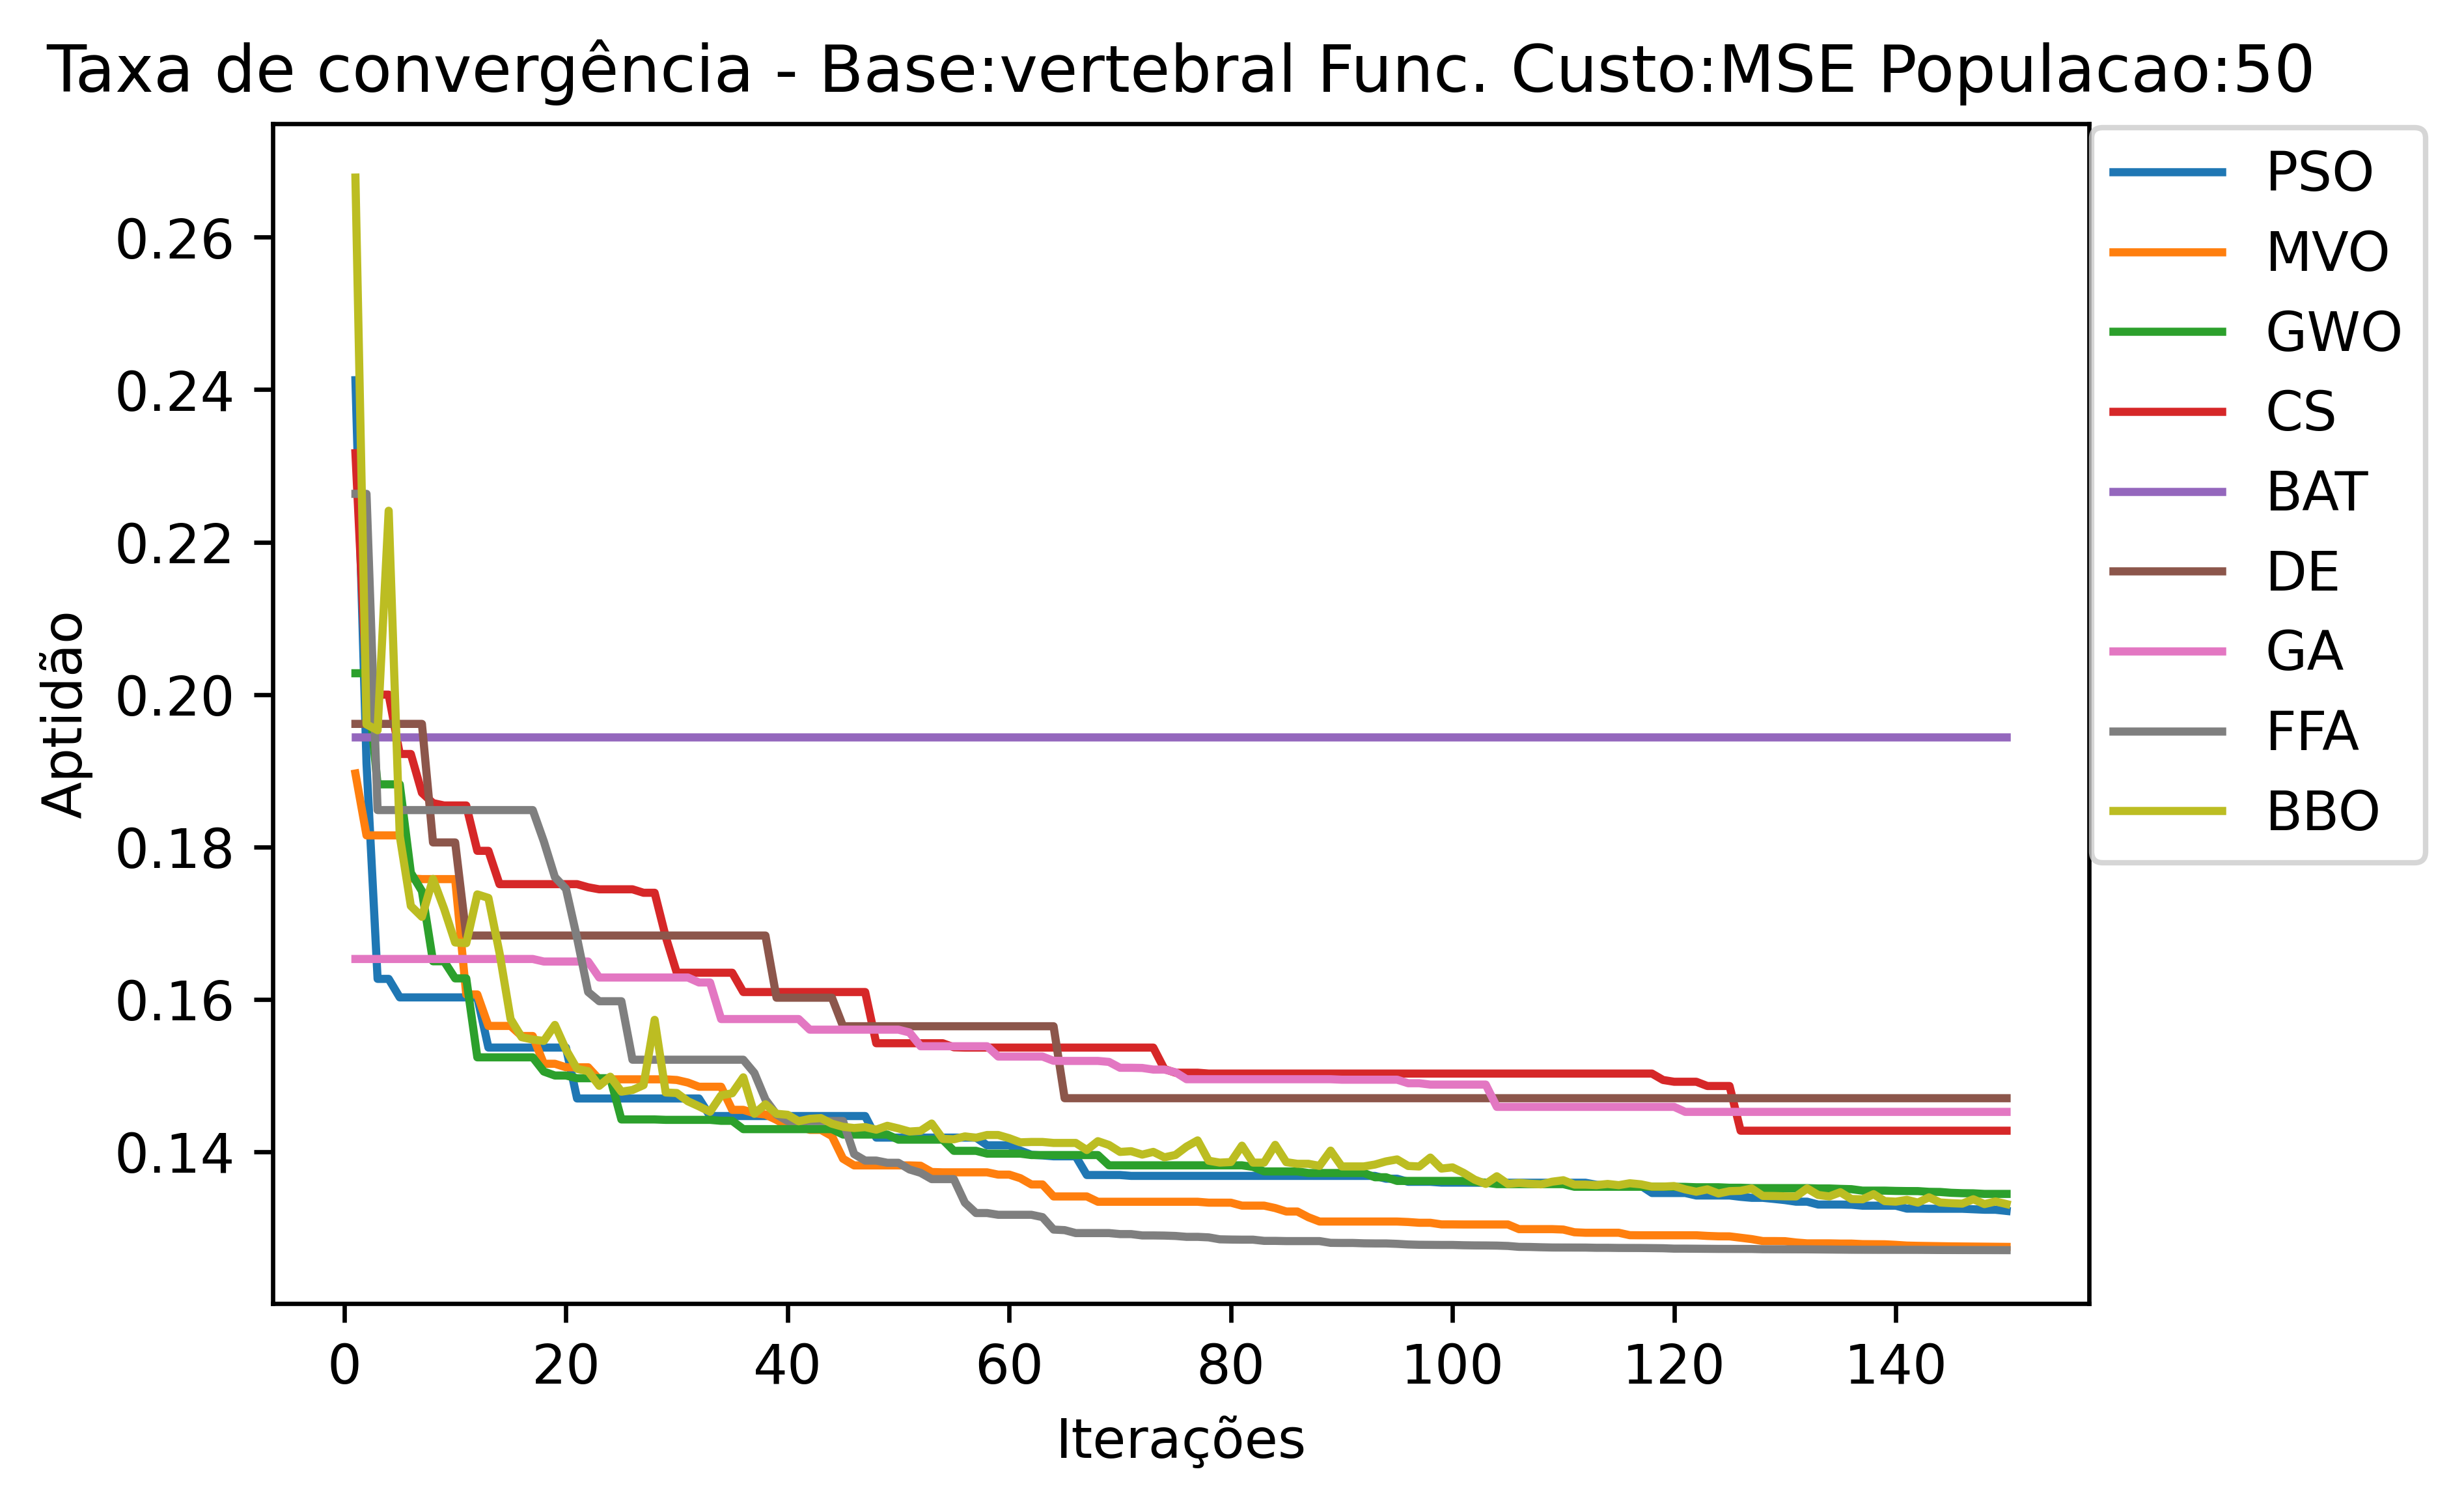 Taxa de convergência - Base:vertebral Func. Custo:MSE Populacao:50
Aptidão
0.26
0.24
0.22
0.20
0.18
0.16
0.14
0
20
40
60
80
100
120
140
Iterações
PSO
MVO
GWO
CS
BAT
DE
GA
FFA
BBO